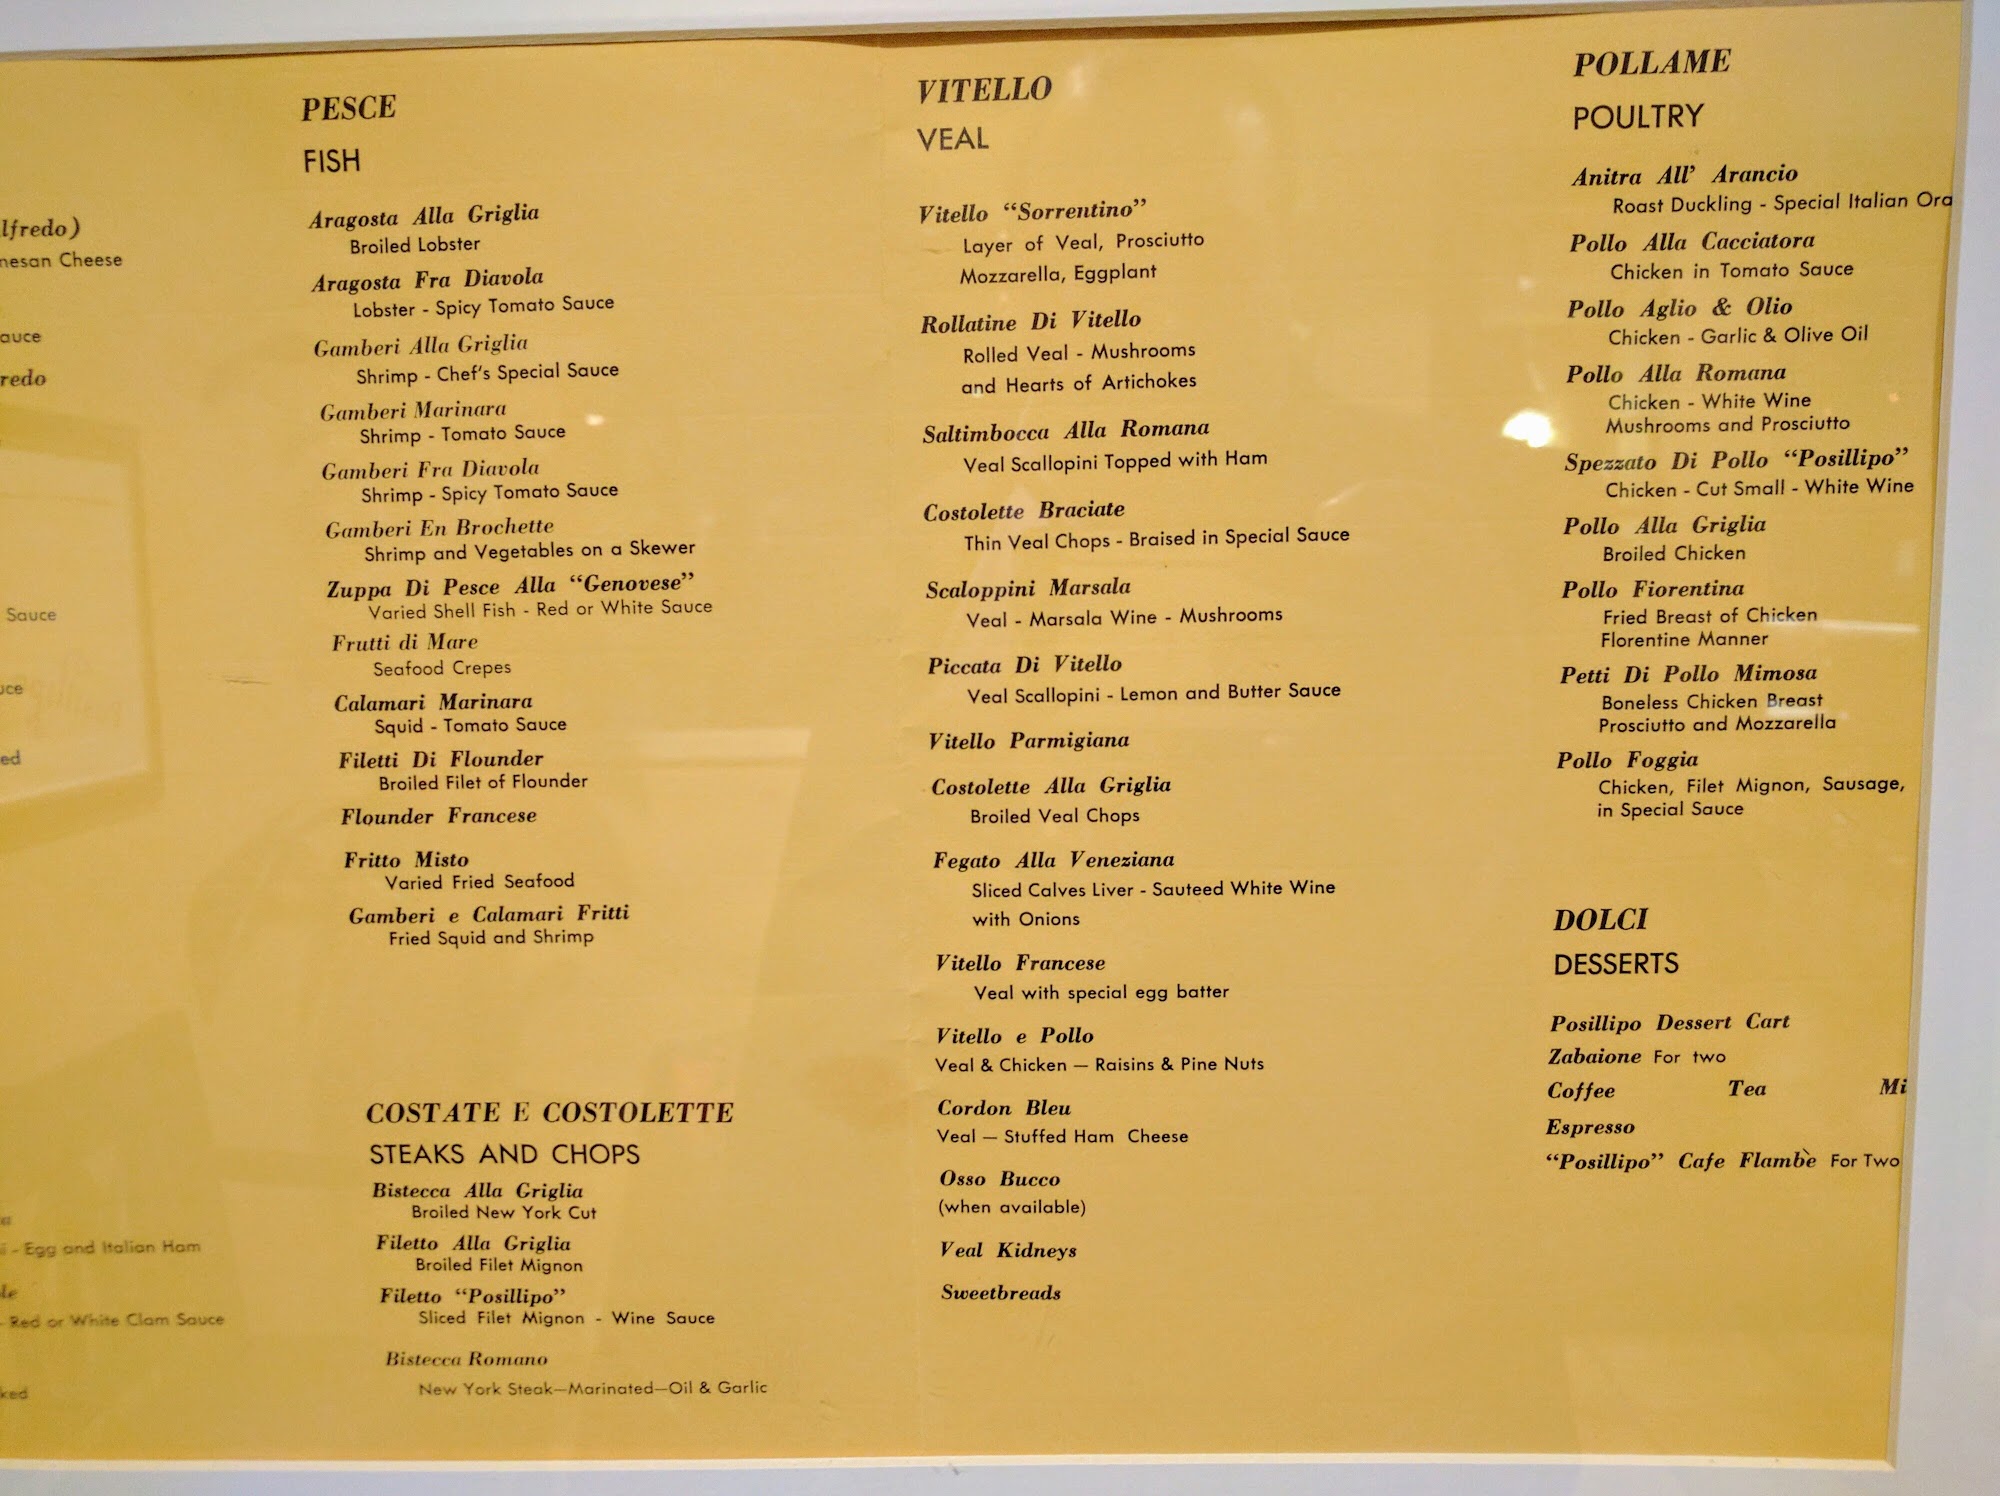 lfredo)
nesan Cheese
auce
redo
Sauce
uce
ed
a
- Egg and Italian Ham
le
- Red or White Clam Sauce
ked
PESCE
FISH
Aragosta Alla Griglia
Broiled Lobster
Aragosta Fra Diavola
Lobster - Spicy Tomato Sauce
Gamberi Alla Griglia
Shrimp - Chef's Special Sauce
Gamberi Marinara
Shrimp - Tomato Sauce
Gamberi Fra Diavola
Shrimp - Spicy Tomato Sauce
Gamberi En Brochette
Shrimp and Vegetables on a Skewer
Zuppa Di Pesce Alla “Genovese”
Varied Shell Fish - Red or White Sauce
Frutti di Mare
Seafood Crepes
Calamari Marinara
Squid - Tomato Sauce
Filetti Di Flounder
Broiled Filet of Flounder
Flounder Francese
Fritto Misto
Varied Fried Seafood
Gamberi e Calamari Fritti
Fried Squid and Shrimp
COSTATE E COSTOLETTE
STEAKS AND CHOPS
Bistecca Alla Griglia
Broiled New York Cut
Filetto Alla Griglia
Broiled Filet Mignon
Filetto “Posillipo”
Sliced Filet Mignon - Wine Sauce
Bistecca Romano
New York Steak—Marinated—Oil & Garlic
VITELLO
VEAL
Vitello “Sorrentino”
Layer of Veal, Prosciutto
Mozzarella, Eggplant
Rollatine Di Vitello
Rolled Veal - Mushrooms
and Hearts of Artichokes
Saltimbocca Alla Romana
Veal Scallopini Topped with Ham
Costolette Braciate
Thin Veal Chops - Braised in Special Sauce
Scaloppini Marsala
Veal - Marsala Wine - Mushrooms
Piccata Di Vitello
Veal Scallopini - Lemon and Butter Sauce
Vitello Parmigiana
Costolette Alla Griglia
Broiled Veal Chops
Fegato Alla Veneziana
Sliced Calves Liver - Sauteed White Wine
with Onions
Vitello Francese
Veal with special egg batter
Vitello e Pollo
Veal & Chicken — Raisins & Pine Nuts
Cordon Bleu
Veal — Stuffed Ham Cheese
Osso Bucco
(when available)
Veal Kidneys
Sweetbreads
POLLAME
POULTRY
Anitra All' Arancio
Roast Duckling - Special Italian Ora
Pollo Alla Cacciatora
Chicken in Tomato Sauce
Pollo Aglio & Olio
Chicken - Garlic & Olive Oil
Pollo Alla Romana
Chicken - White Wine
Mushrooms and Prosciutto
Spezzato Di Pollo “Posillipo”
Chicken - Cut Small - White Wine
Pollo Alla Griglia
Broiled Chicken
Pollo Fiorentina
Fried Breast of Chicken
Florentine Manner
Petti Di Pollo Mimosa
Boneless Chicken Breast
Prosciutto and Mozzarella
Pollo Foggia
Chicken, Filet Mignon, Sausage,
in Special Sauce
DOLCI
DESSERTS
Posillipo Dessert Cart
Zabaione For two
Coffee Tea Mi
Espresso
“Posillipo” Cafe Flambè For Two